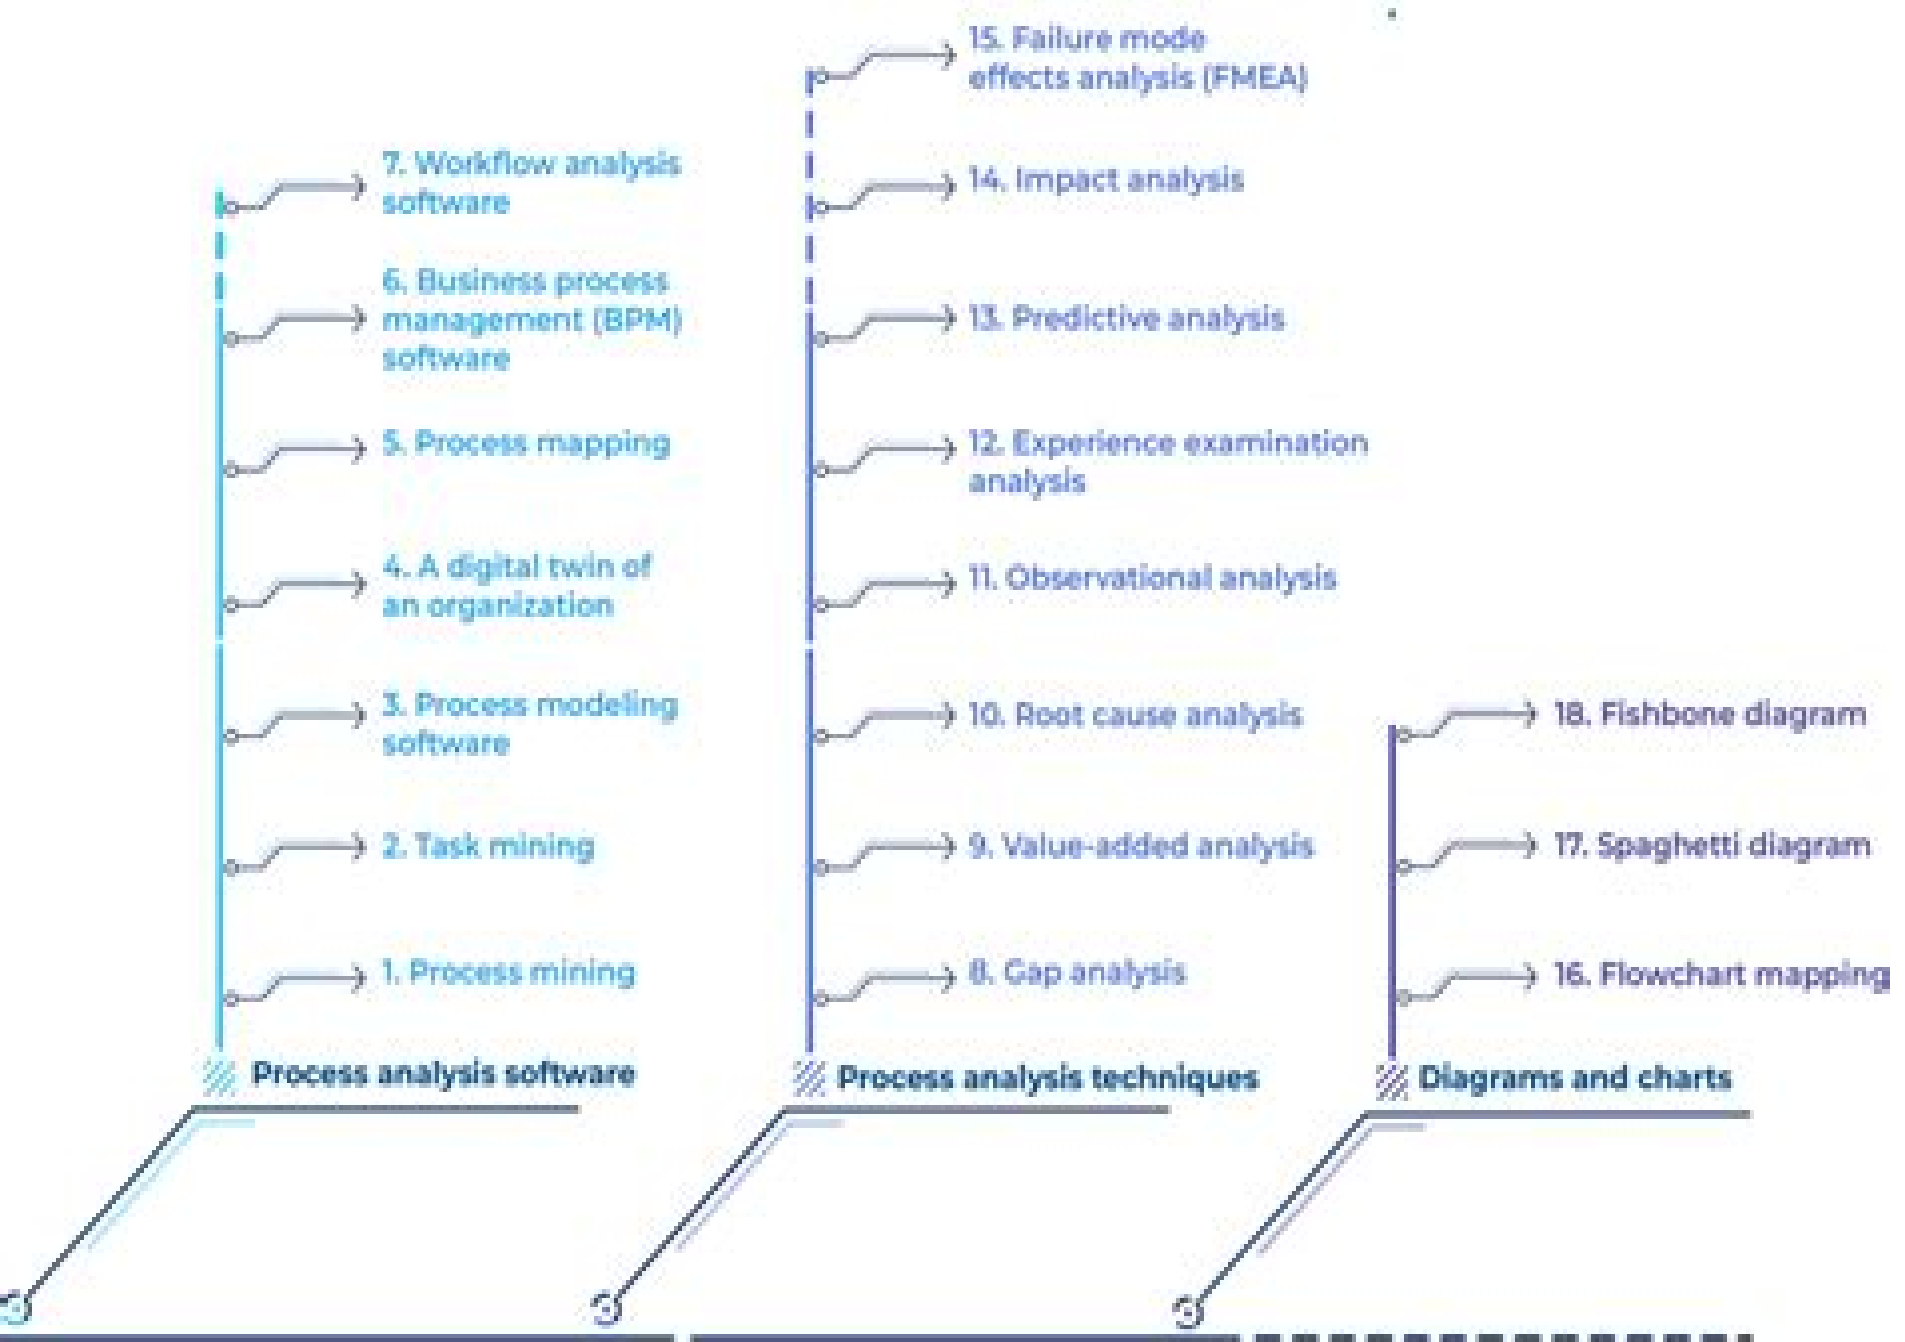 7. Workflow analysis
software
6. Business process
management (BPM)
software
5. Process mapping
4. A digital twin of
an organization
3. Process modeling
software
2. Task mining
1. Process mining
Process analysis software
15. Failure mode
effects analysis (FMEA)
14. Impact analysis
13. Predictive analysis
12. Experience examination
analysis
11. Observational analysis
10. Root cause analysis
9. Value-added analysis
8. Gap analysis
Process analysis techniques
18. Fishbone diagram
17. Spaghetti diagram
16. Flowchart mapping
Diagrams and charts